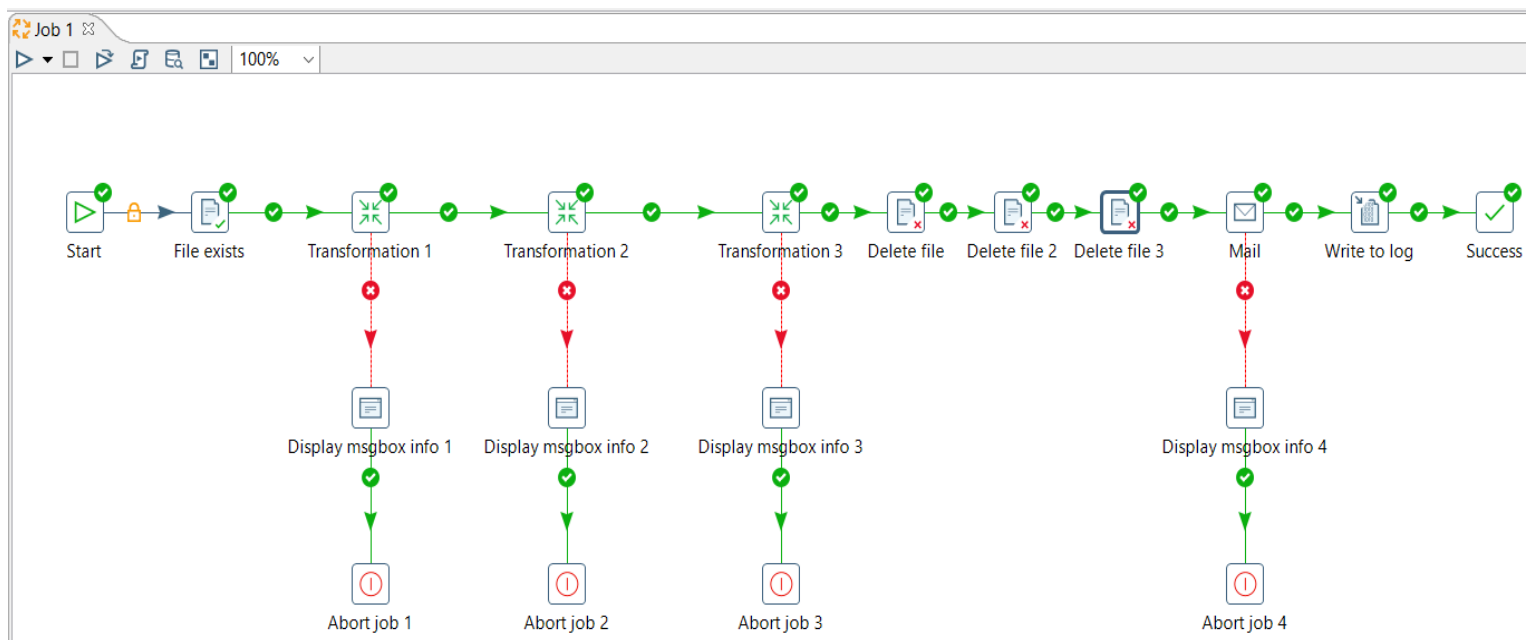 Job 1
100%
Start
File exists
Transformation 1
Transformation 2
Transformation 3
Delete file
Delete file 2
Delete file 3
Mail
Write to log
Success
Display msgbox info 1
Display msgbox info 2
Display msgbox info 3
Display msgbox info 4
Abort job 1
Abort job 2
Abort job 3
Abort job 4